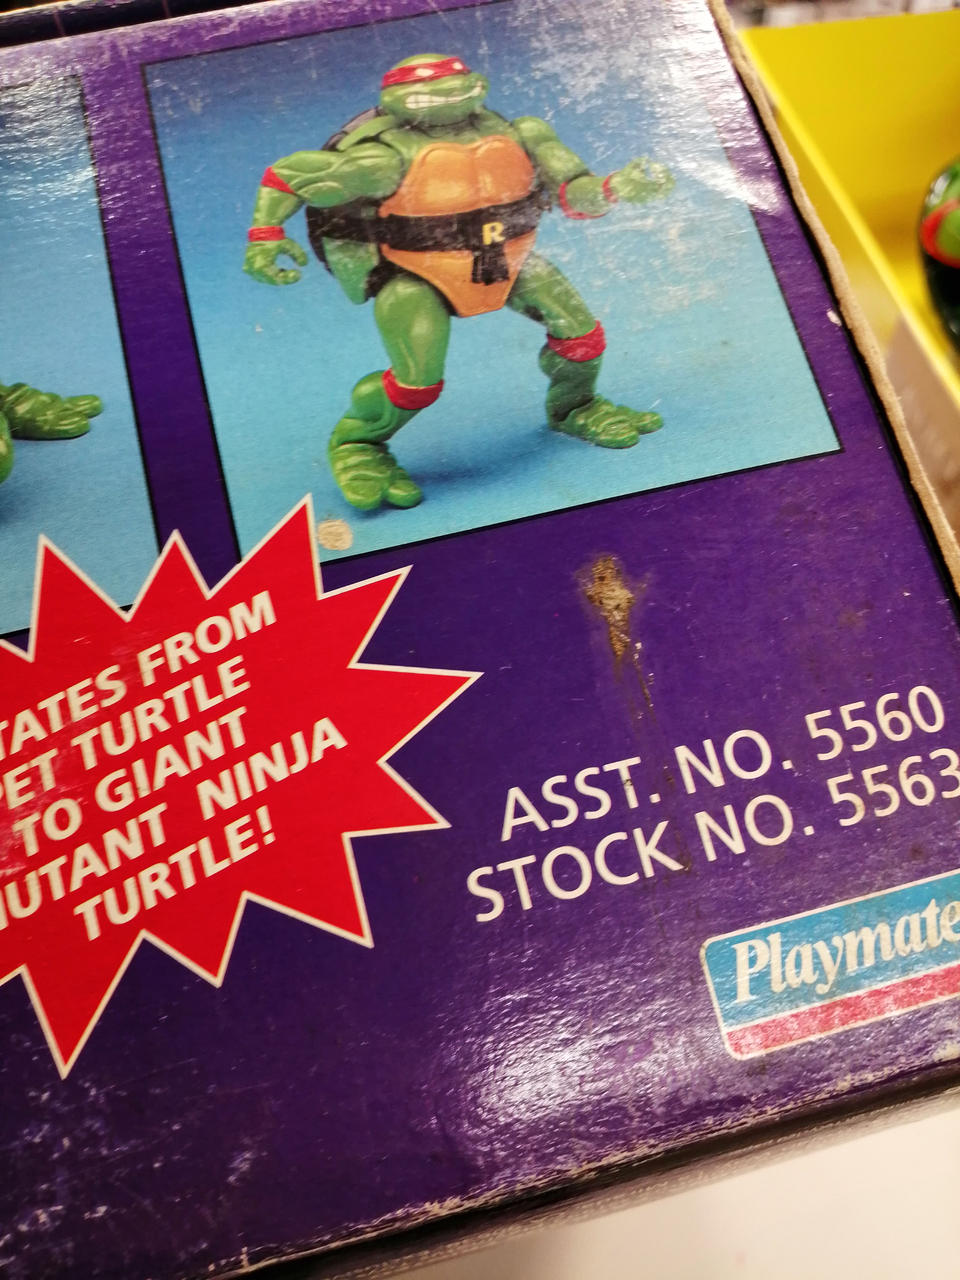 R
TATES FROM
PET TURTLE
TO GIANT
UTANT NINJA
TURTLE!
ASST. NO. 5560
STOCK NO. 5563
Playmate